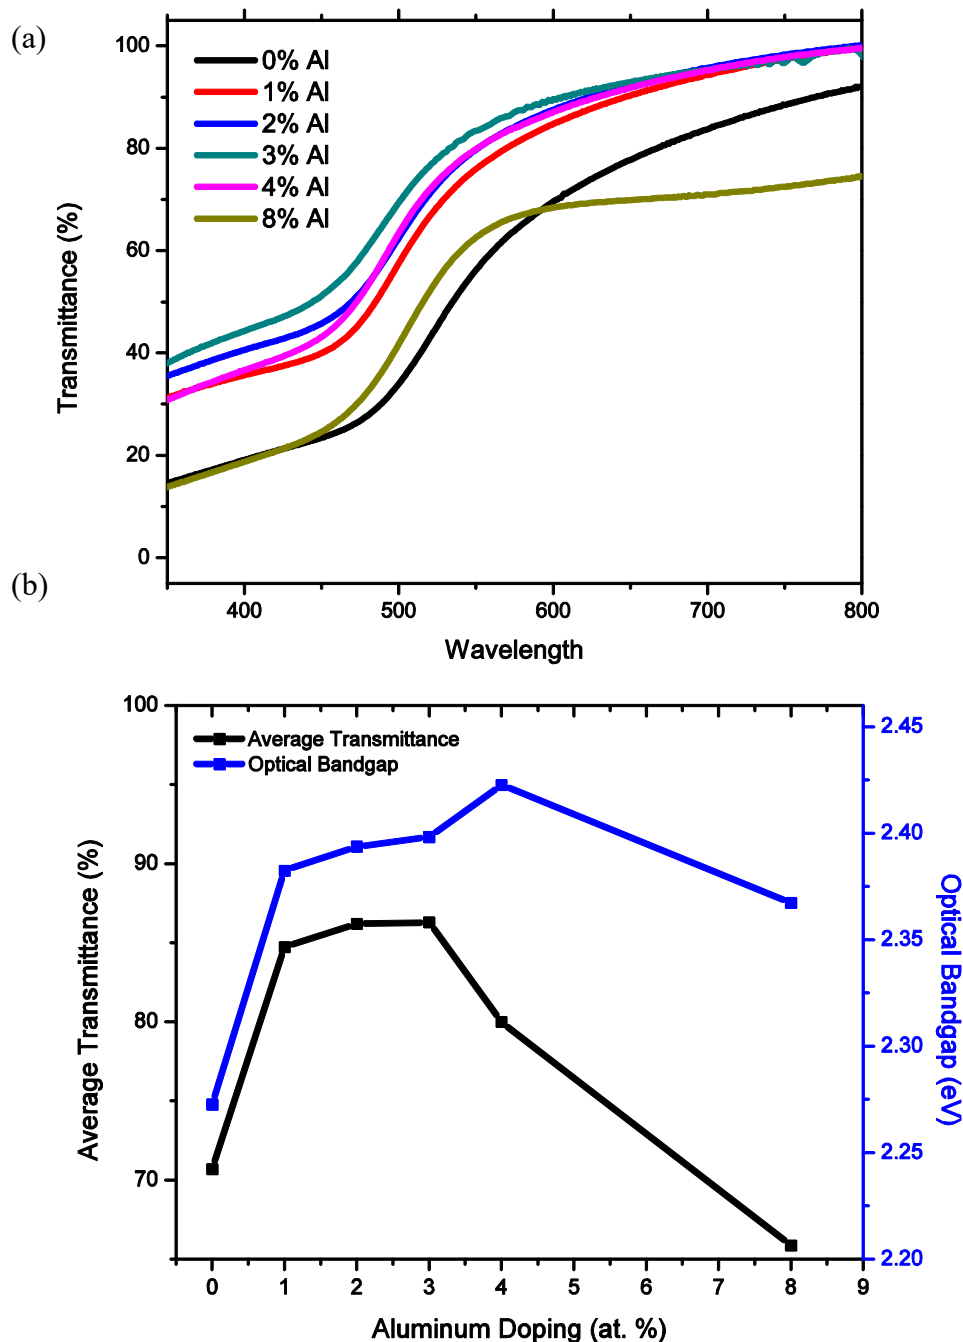 (a)
100
80
60
40
20
0
Transmittance (%)
0% Al
1% Al
2% Al
3% Al
4% Al
8% Al
400 500 600 700 800
Wavelength
(b)
100
90
80
70
Average Transmittance (%)
Average Transmittance
Optical Bandgap
2.45
2.40
2.35
2.30
2.25
2.20
Optical Bandgap (eV)
0 1 2 3 4 5 6 7 8 9
Aluminum Doping (at. %)